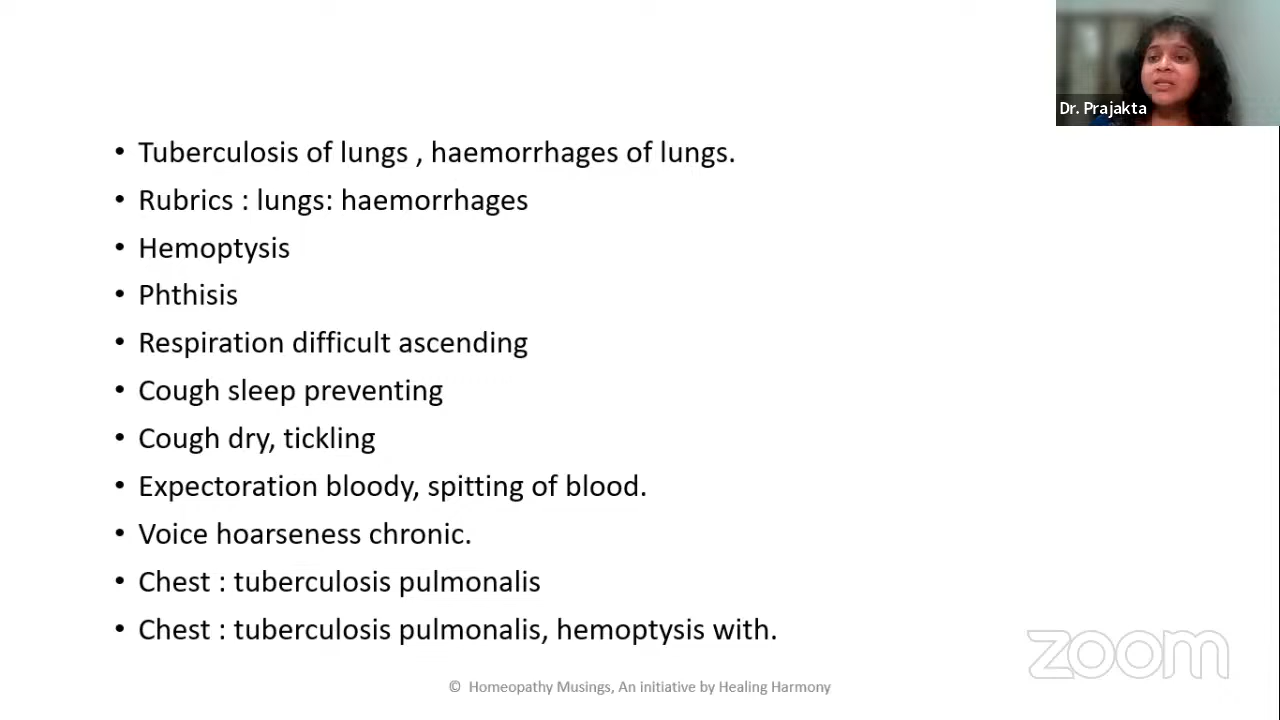 Dr. Prajakta
• Tuberculosis of lungs , haemorrhages of lungs.
• Rubrics : lungs: haemorrhages
• Hemoptysis
• Phthisis
• Respiration difficult ascending
• Cough sleep preventing
• Cough dry, tickling
• Expectoration bloody, spitting of blood.
• Voice hoarseness chronic.
• Chest : tuberculosis pulmonalis
• Chest : tuberculosis pulmonalis, hemoptysis with.
zoom
© Homeopathy Musings, An initiative by Healing Harmony